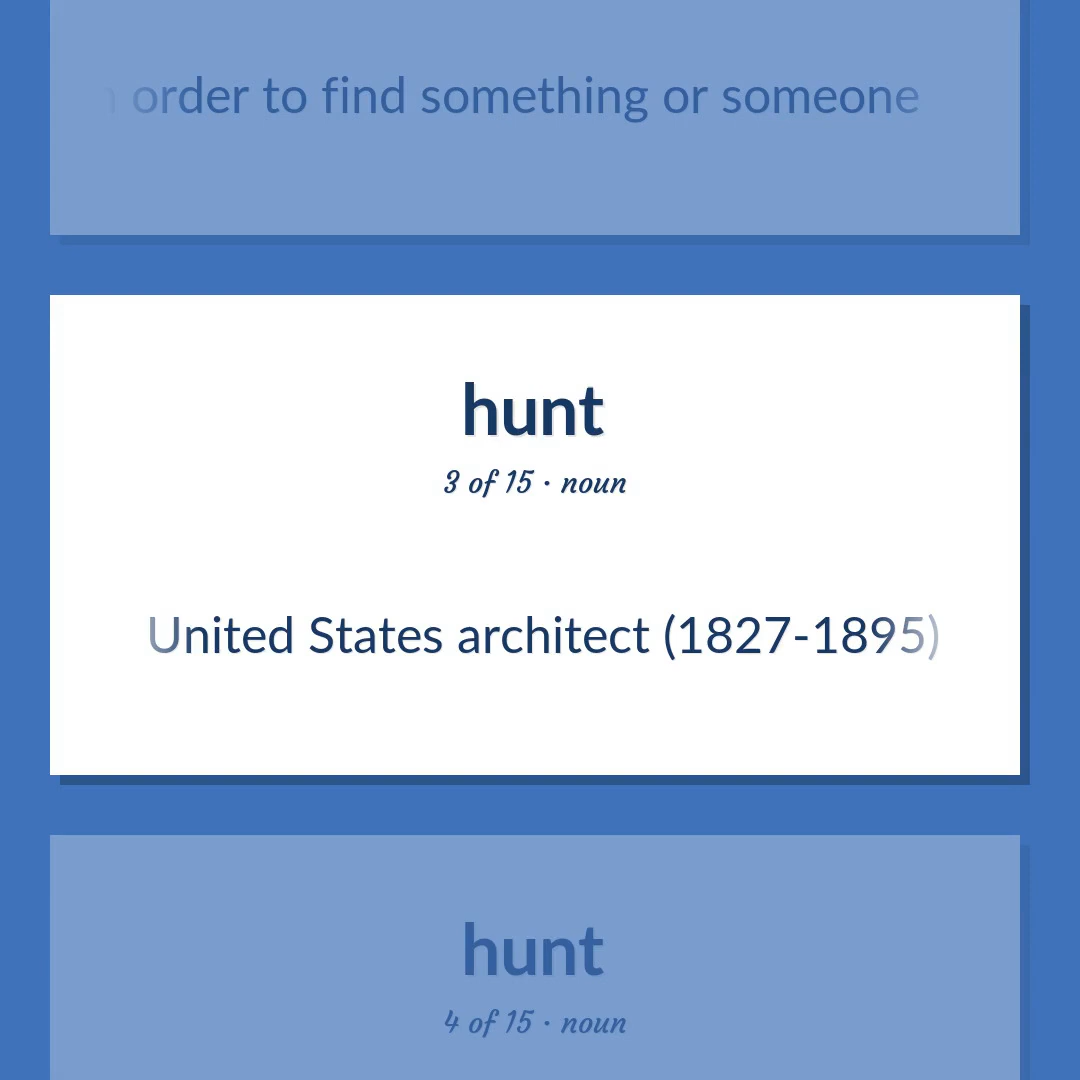 order to find something or someone
hunt
3 of 15 · noun
United States architect (1827-1895)
hunt
4 of 15 · noun